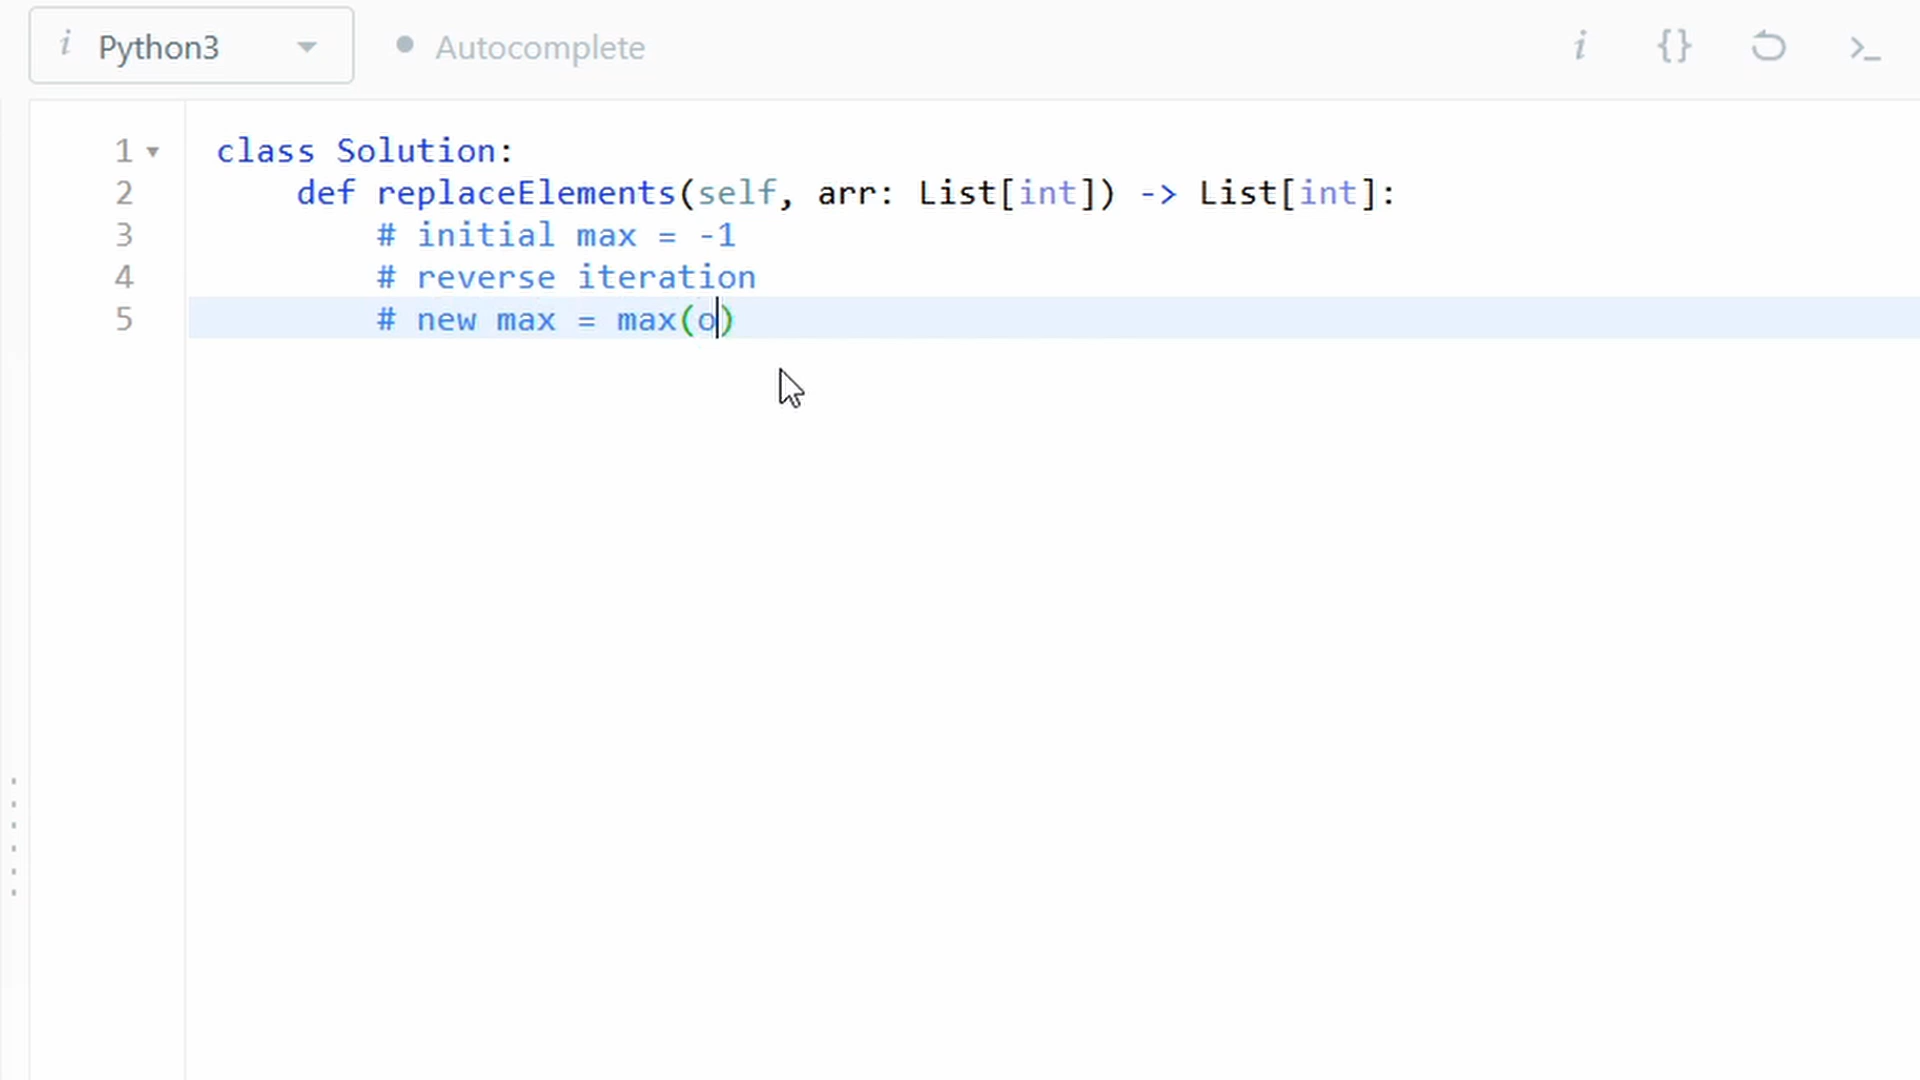 i Python3 Autocomplete i {} >_
1 class Solution:
2 def replaceElements(self, arr: List[int]) -> List[int]:
3 # initial max = -1
4 # reverse iteration
5 # new max = max(o)